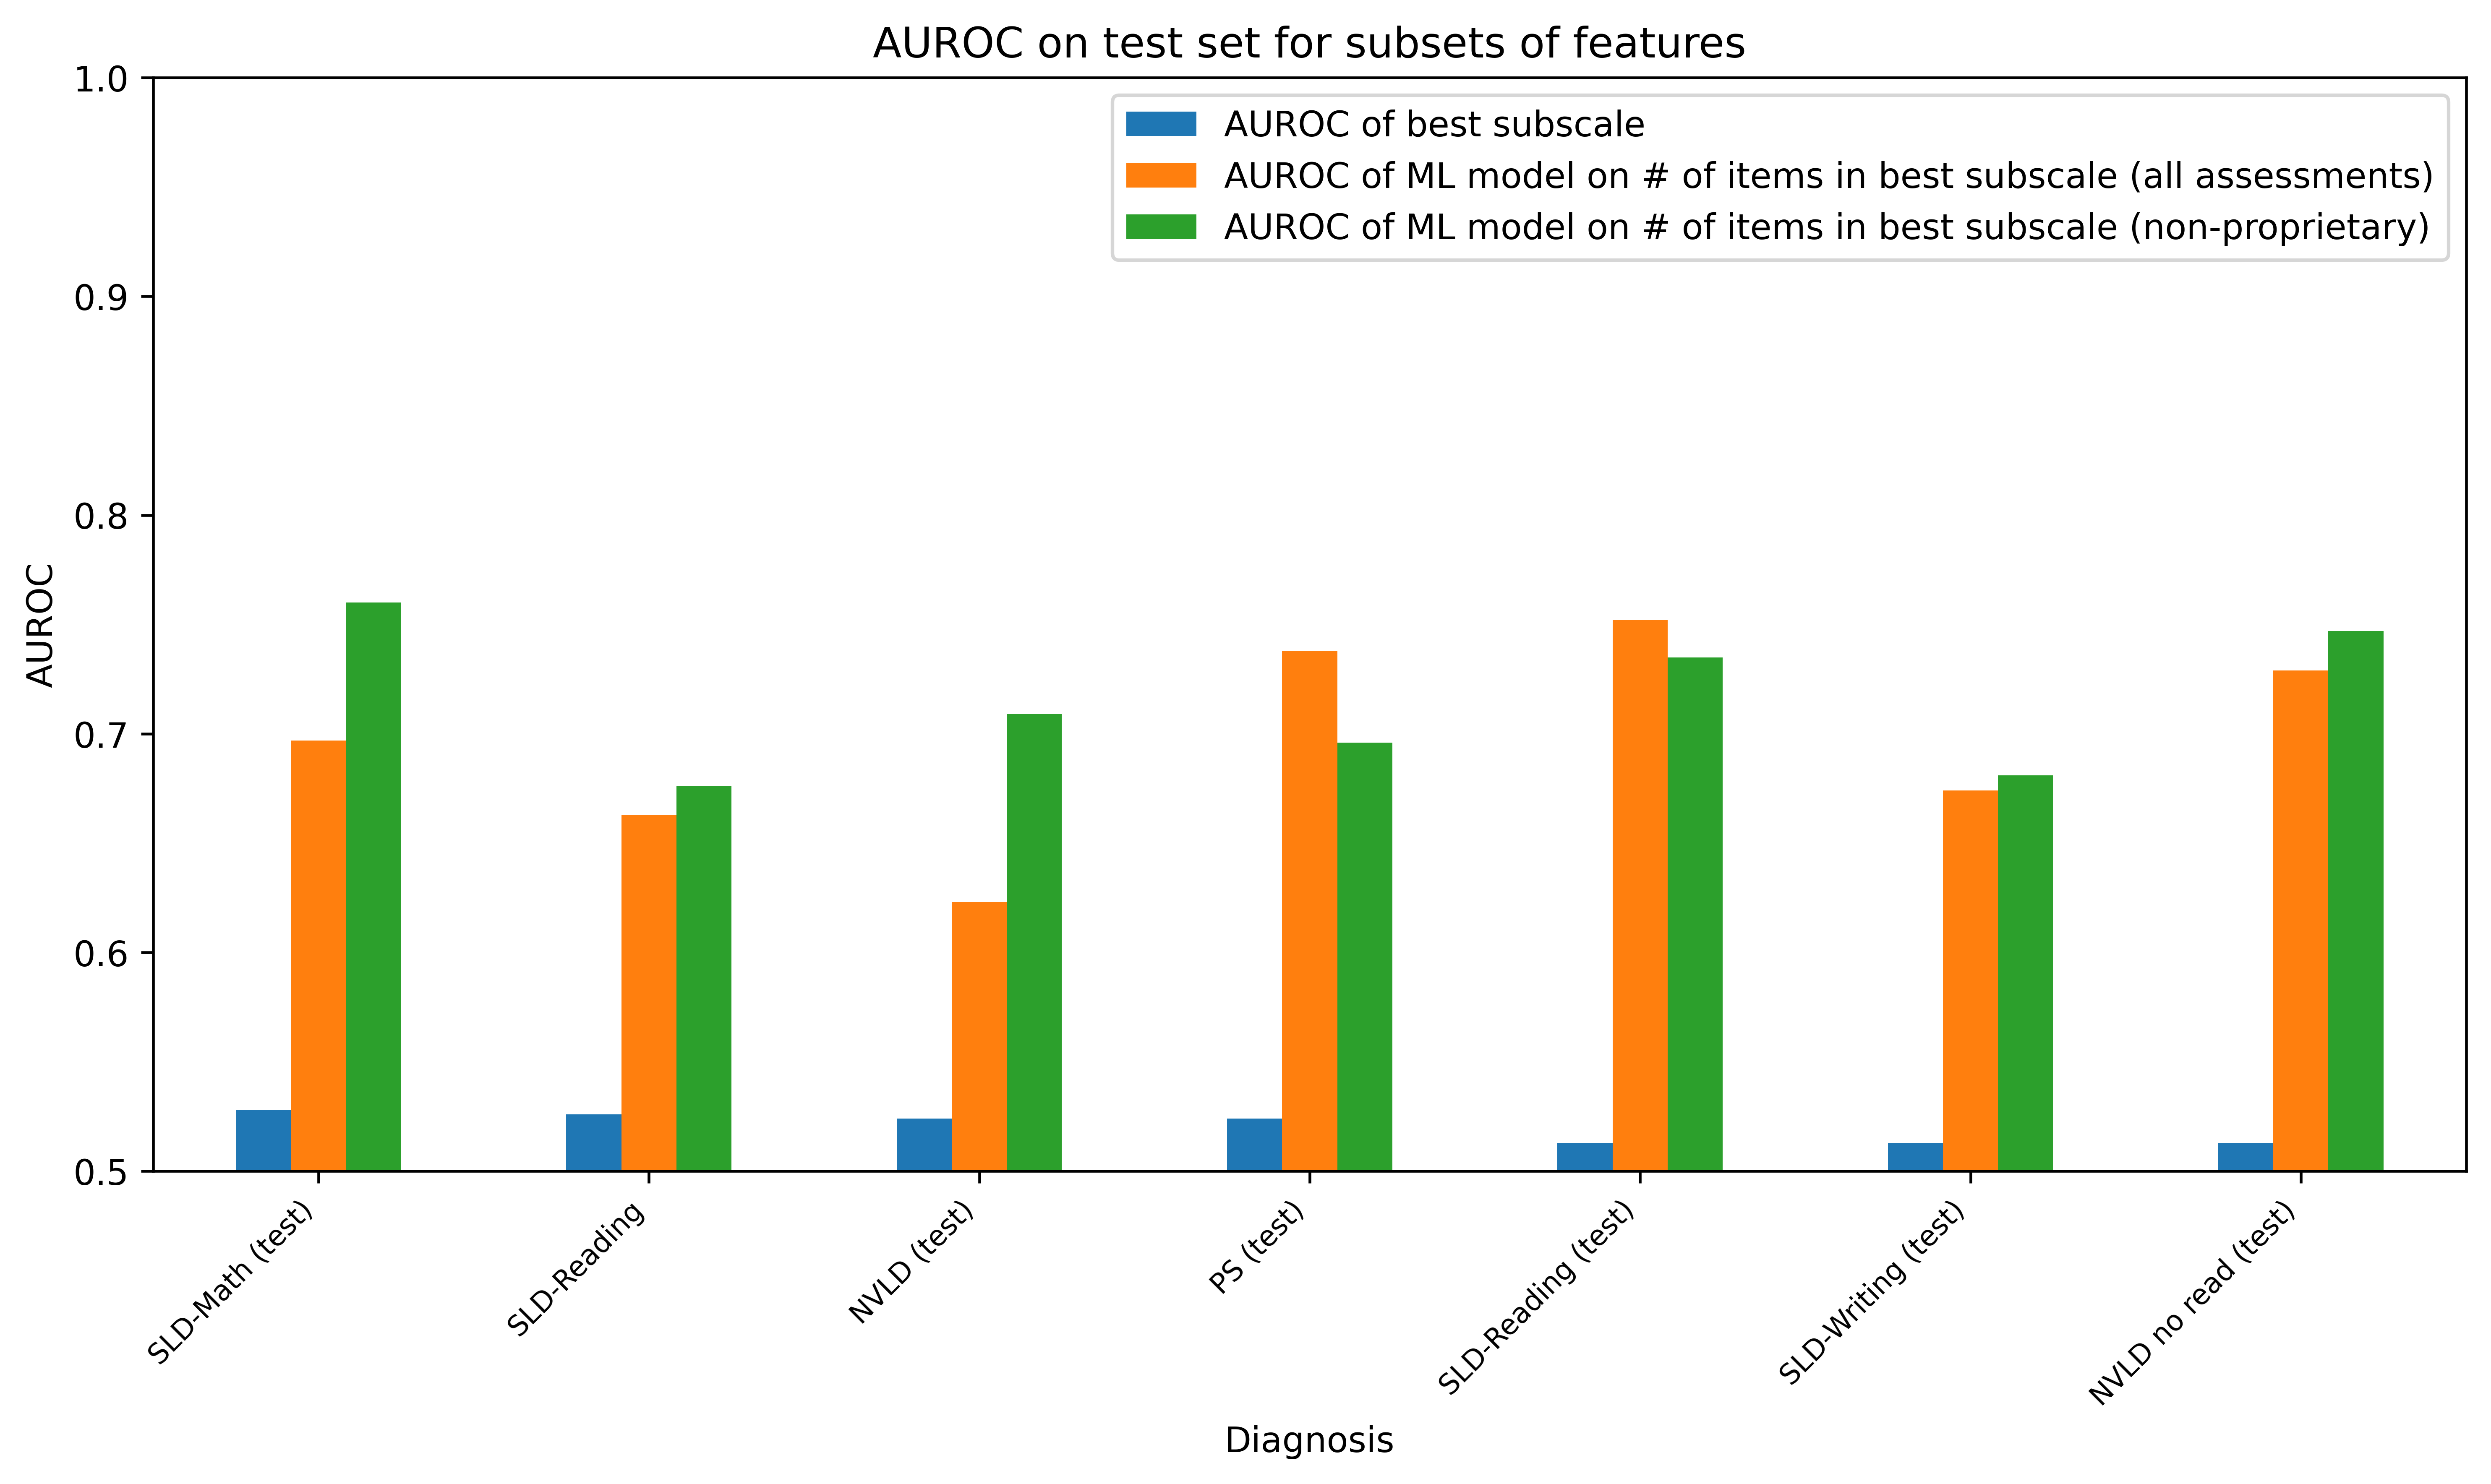 AUROC on test set for subsets of features
AUROC of best subscale
AUROC of ML model on # of items in best subscale (all assessments)
AUROC of ML model on # of items in best subscale (non-proprietary)
AUROC
1.0
0.9
0.8
0.7
0.6
0.5
SLD-Math (test)
SLD-Reading
NVLD (test)
PS (test)
SLD-Reading (test)
SLD-Writing (test)
NVLD no read (test)
Diagnosis